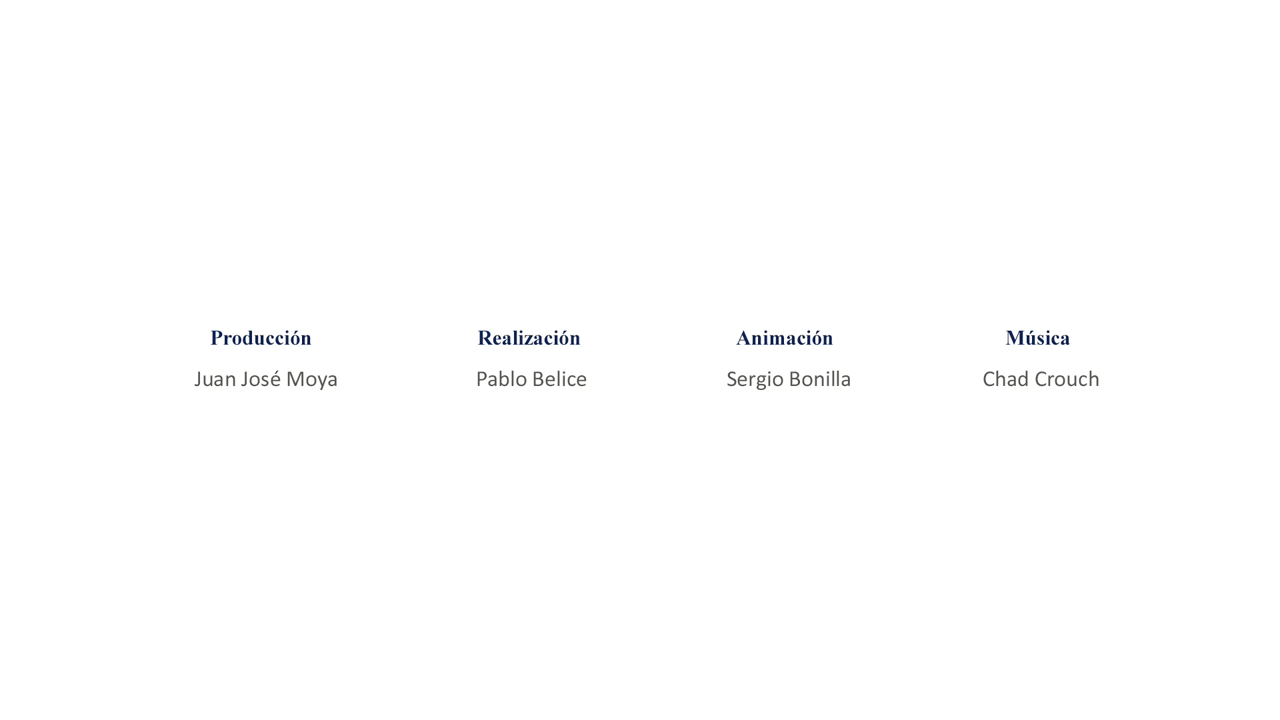 Producción Realización Animación Música
Juan José Moya Pablo Belice Sergio Bonilla Chad Crouch